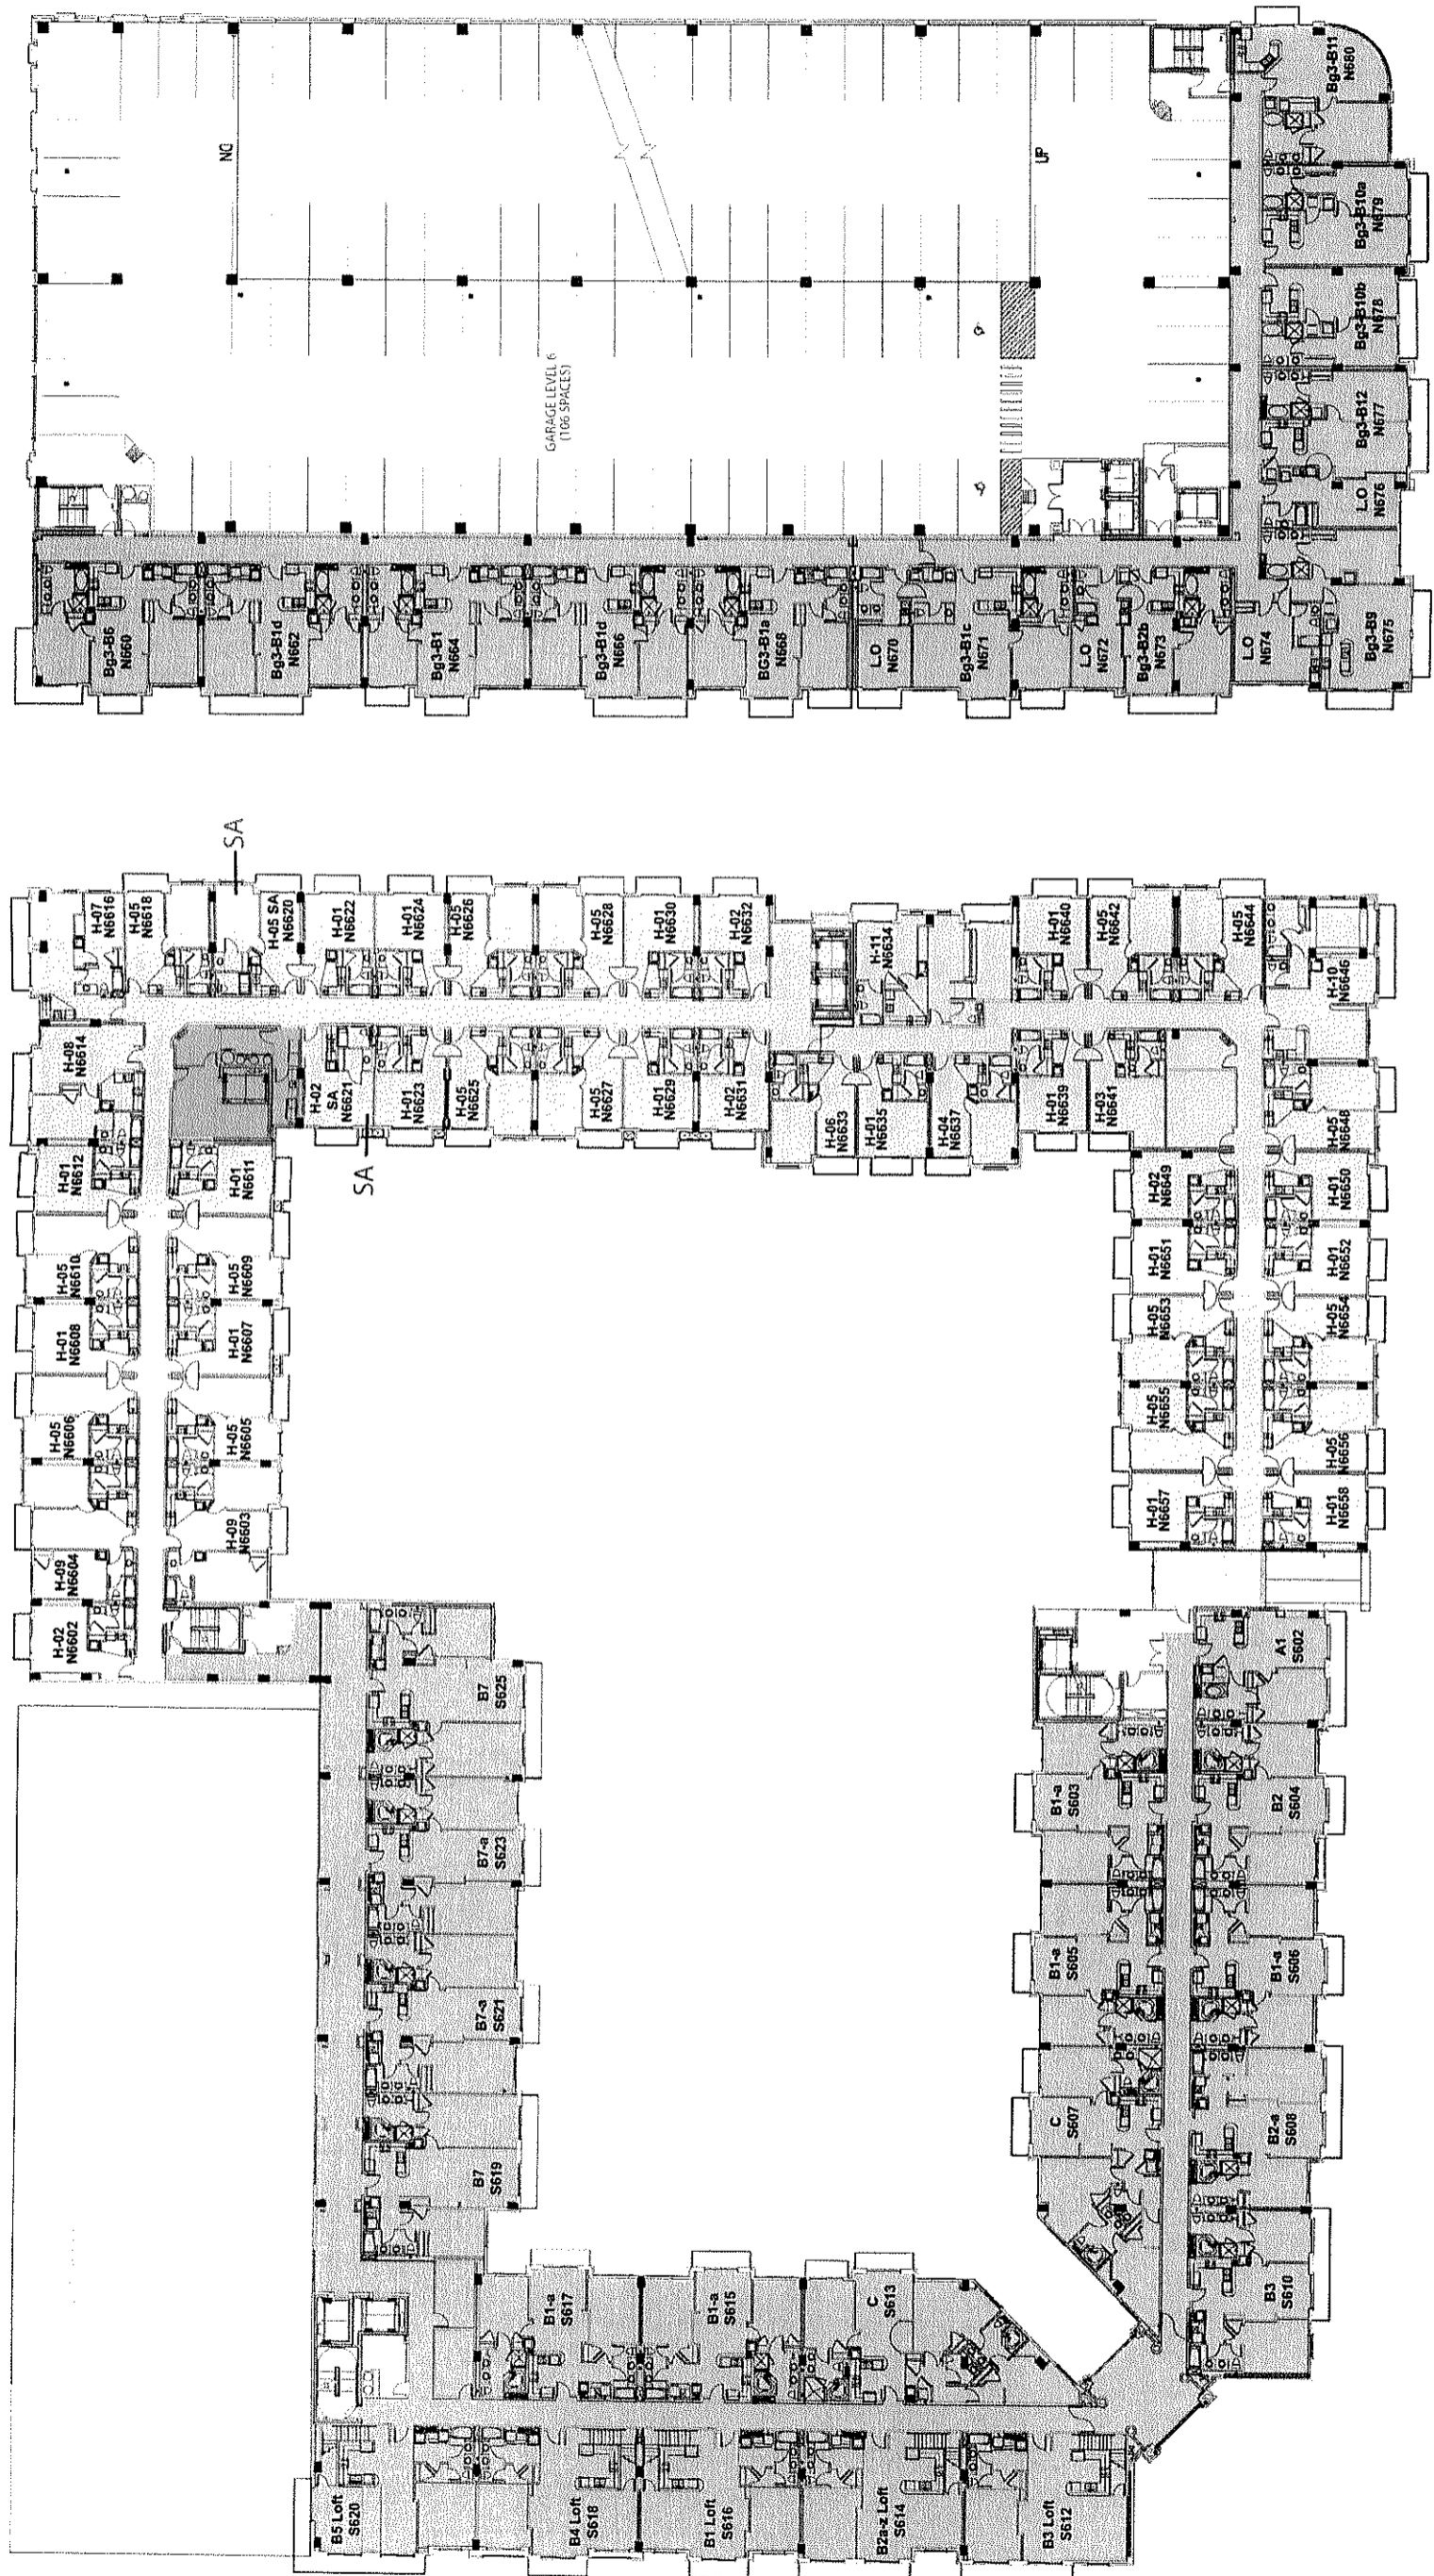 NO
UP
GARAGE LEVEL 6
(106 SPACES)
Bg3-B6
N660
Bg3-B1d
N662
Bg3-B1
N664
Bg3-B1d
N666
BG3-B1a
N668
L.O
N670
Bg3-B1c
N671
L.O
N672
Bg3-B2b
N673
L.O
N674
Bg3-B9
N675
L.O
N676
Bg3-B12
N677
Bg3-B10b
N678
Bg3-B10a
N679
Bg3-B11
N680
SA
H-07
N6616
H-05
N6618
H-05 SA
N6620
H-01
N6622
H-01
N6624
H-05
N6626
H-05
N6628
H-01
N6630
H-02
N6632
H-11
N6634
H-01
N6640
H-05
N6642
H-05
N6644
H-10
N6646
H-08
N6614
H-02
SA
N6621
H-01
N6623
H-05
N6625
H-05
N6627
H-01
N6629
H-02
N6631
H-06
N6633
H-01
N6635
H-04
N6637
H-01
N6639
H-03
N6641
SA
H-05
N6648
H-01
N6612
H-01
N6611
H-02
N6649
H-01
N6650
H-05
N6610
H-05
N6609
H-01
N6651
H-01
N6652
H-01
N6608
H-01
N6607
H-05
N6653
H-05
N6654
H-05
N6606
H-05
N6605
H-05
N6655
H-05
N6656
H-09
N6604
H-09
N6603
H-01
N6657
H-01
N6658
H-02
N6602
A1
S602
B7
S625
B1-a
S603
B2
S604
B7-a
S623
B1-a
S605
B1-a
S606
B7-a
S621
C
S607
B2-a
S608
B7
S619
B3
S610
B1-a
S617
B1-a
S615
C
S613
B5 Loft
S620
B4 Loft
S618
B1 Loft
S616
B2a-z Loft
S614
B3 Loft
S612